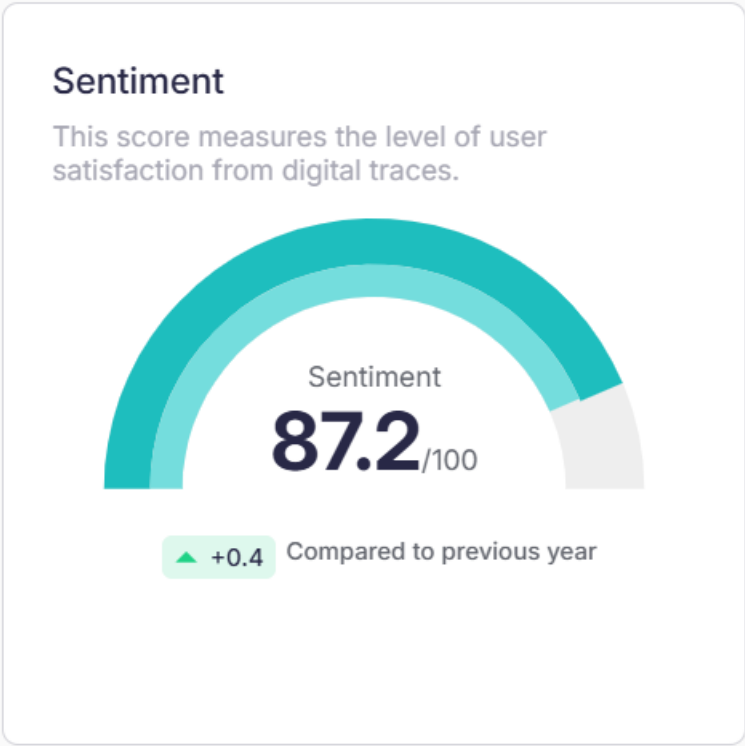 Sentiment
This score measures the level of user
satisfaction from digital traces.
Sentiment
87.2/100
+0.4 Compared to previous year